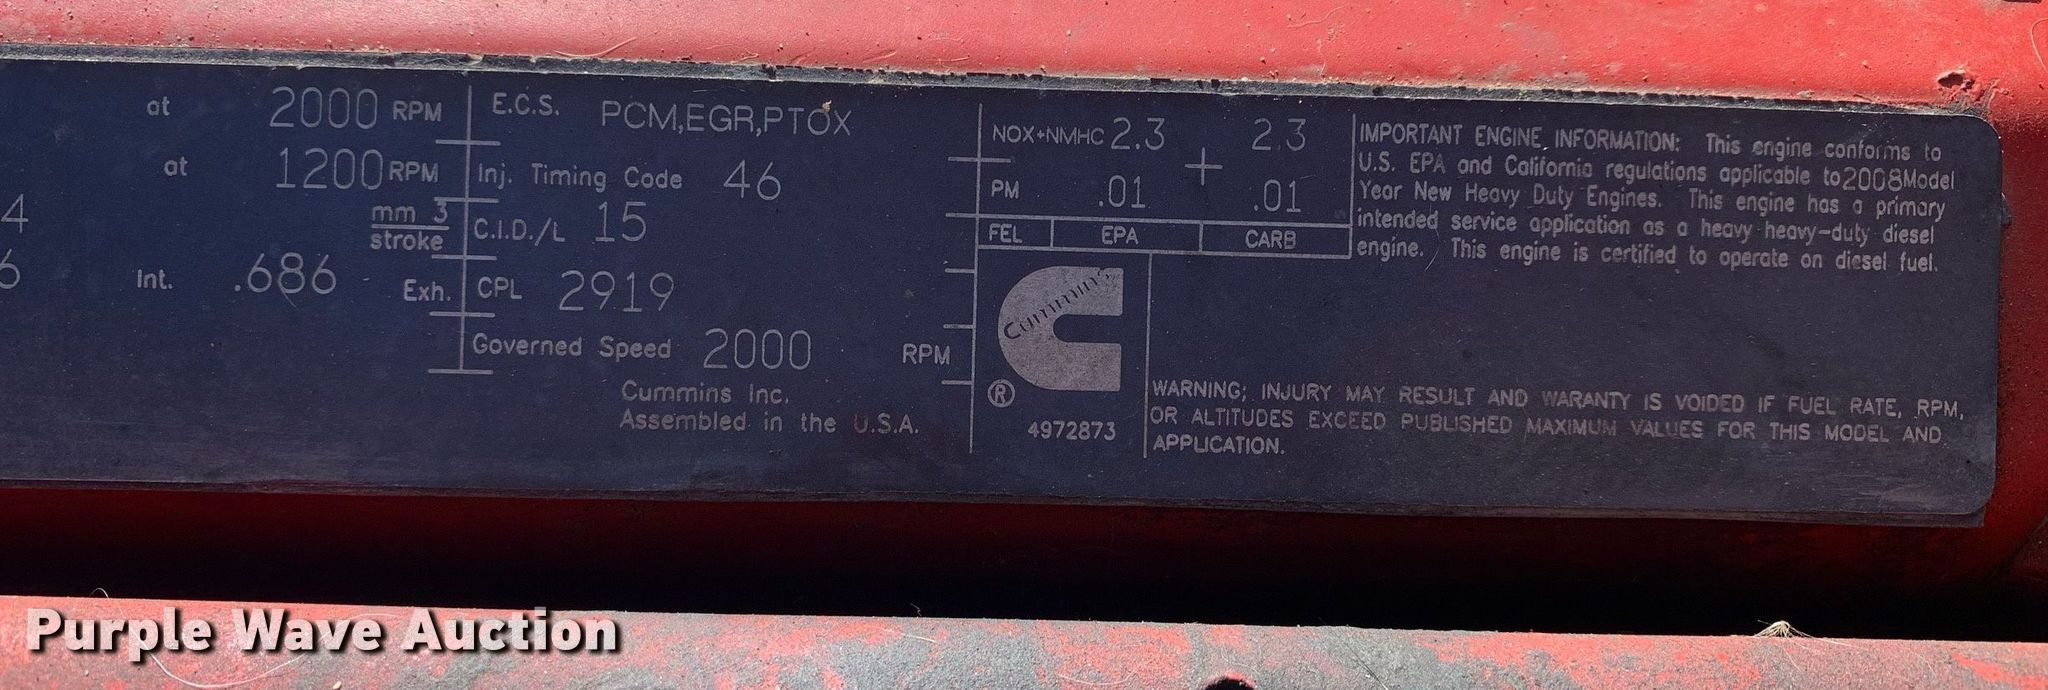 at 2000 RPM
at 1200 RPM
4 mm 3
stroke
6 Int. .686 Exh.
E.C.S. PCM,EGR,PTOX
Inj. Timing Code 46
C.I.D./L 15
CPL 2919
Governed Speed 2000 RPM
Cummins Inc.
Assembled in the U.S.A.
NOX+NMHC 2.3 2.3
PM .01 .01
FEL EPA CARB
Cummins
®
4972873
IMPORTANT ENGINE INFORMATION: This engine conforms to
U.S. EPA and California regulations applicable to 2008 Model
Year New Heavy Duty Engines. This engine has a primary
intended service application as a heavy heavy-duty diesel
engine. This engine is certified to operate on diesel fuel.
WARNING; INJURY MAY RESULT AND WARANTY IS VOIDED IF FUEL RATE, RPM,
OR ALTITUDES EXCEED PUBLISHED MAXIMUM VALUES FOR THIS MODEL AND
APPLICATION.
Purple Wave Auction